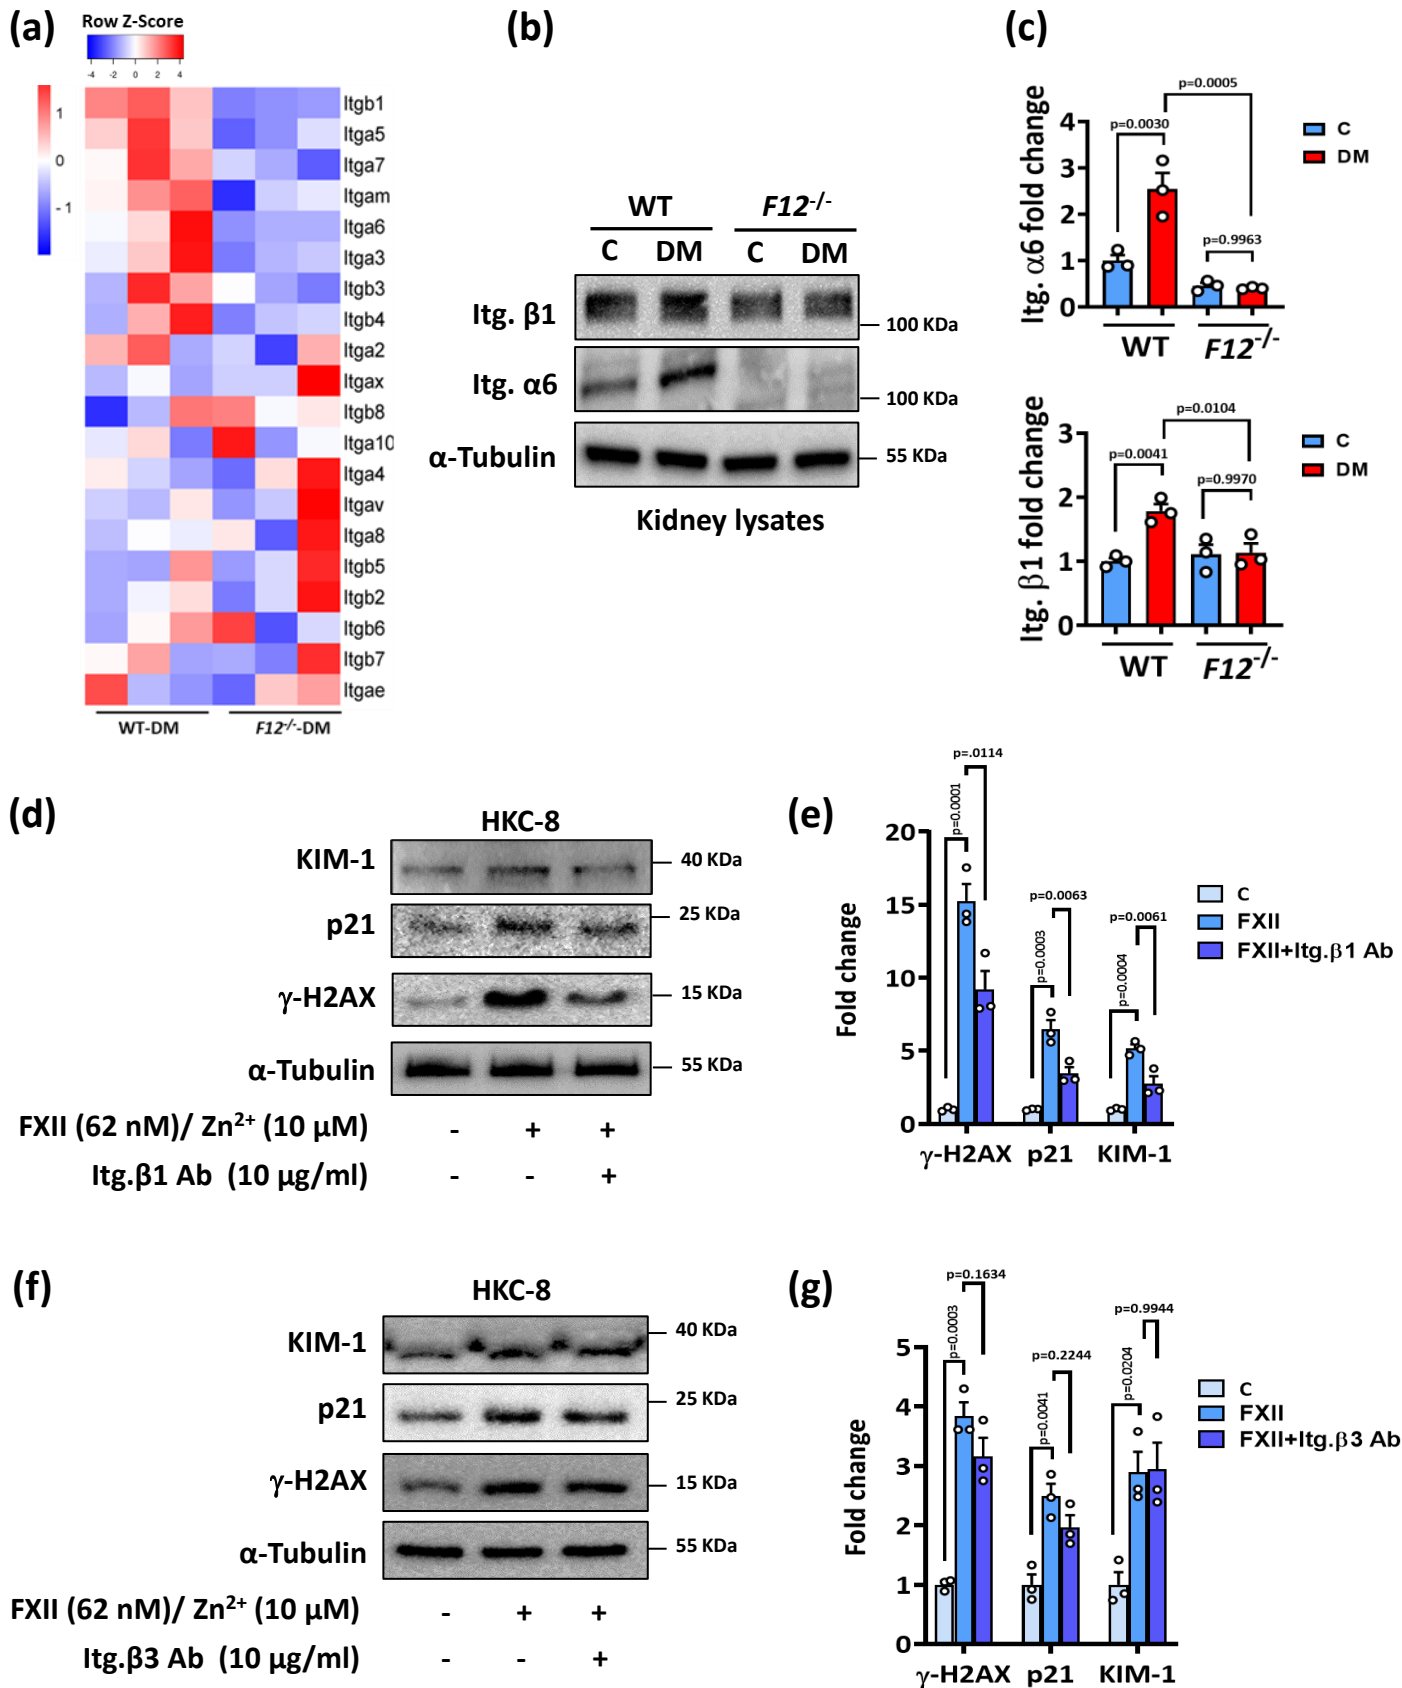 (a)
Row Z-Score
-4 -2 0 2 4
1
0
-1
Itgb1
Itga5
Itga7
Itgam
Itga6
Itga3
Itgb3
Itgb4
Itga2
Itgax
Itgb8
Itga10
Itga4
Itgav
Itga8
Itgb5
Itgb2
Itgb6
Itgb7
Itgae
WT-DM F12-/--DM
(b)
WT F12-/-
C DM C DM
Itg. β1
100 KDa
Itg. α6
100 KDa
α-Tubulin
55 KDa
Kidney lysates
(c)
Itg. α6 fold change
4
3
2
1
0
p=0.0030
p=0.0005
p=0.9963
WT F12-/-
C
DM
Itg. β1 fold change
3
2
1
0
p=0.0041
p=0.0104
p=0.9970
WT F12-/-
C
DM
(d)
HKC-8
KIM-1
40 KDa
p21
25 KDa
γ-H2AX
15 KDa
α-Tubulin
55 KDa
FXII (62 nM)/ Zn2+ (10 μM) - + +
Itg.β1 Ab (10 μg/ml) - - +
(e)
Fold change
20
15
10
5
0
p=0.0001
p=.0114
p=0.0003
p=0.0063
p=0.0004
p=0.0061
γ-H2AX p21 KIM-1
C
FXII
FXII+Itg.β1 Ab
(f)
HKC-8
KIM-1
40 KDa
p21
25 KDa
γ-H2AX
15 KDa
α-Tubulin
55 KDa
FXII (62 nM)/ Zn2+ (10 μM) - + +
Itg.β3 Ab (10 μg/ml) - - +
(g)
Fold change
5
4
3
2
1
0
p=0.0003
p=0.1634
p=0.0041
p=0.2244
p=0.0204
p=0.9944
γ-H2AX p21 KIM-1
C
FXII
FXII+Itg.β3 Ab